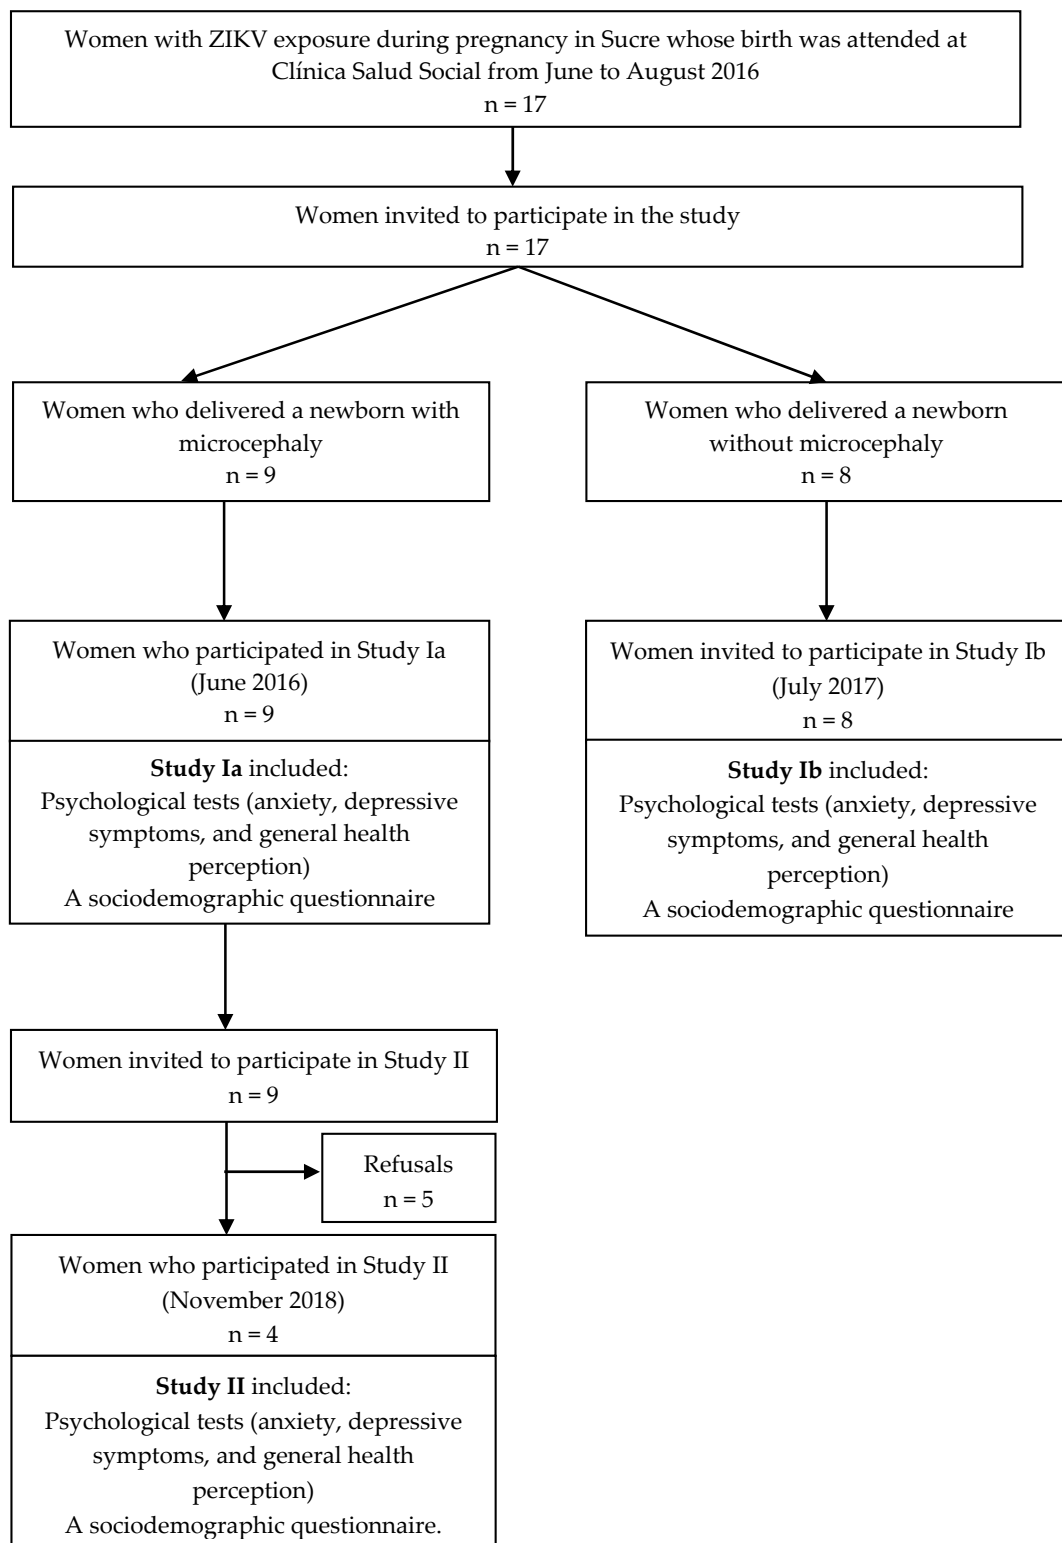 Women with ZIKV exposure during pregnancy in Sucre whose birth was attended at
Clínica Salud Social from June to August 2016
n = 17
Women invited to participate in the study
n = 17
Women who delivered a newborn with
microcephaly
n = 9
Women who delivered a newborn
without microcephaly
n = 8
Women who participated in Study Ia
(June 2016)
n = 9
Study Ia included:
Psychological tests (anxiety, depressive
symptoms, and general health
perception)
A sociodemographic questionnaire
Women invited to participate in Study Ib
(July 2017)
n = 8
Study Ib included:
Psychological tests (anxiety, depressive
symptoms, and general health
perception)
A sociodemographic questionnaire
Women invited to participate in Study II
n = 9
Refusals
n = 5
Women who participated in Study II
(November 2018)
n = 4
Study II included:
Psychological tests (anxiety, depressive
symptoms, and general health
perception)
A sociodemographic questionnaire.